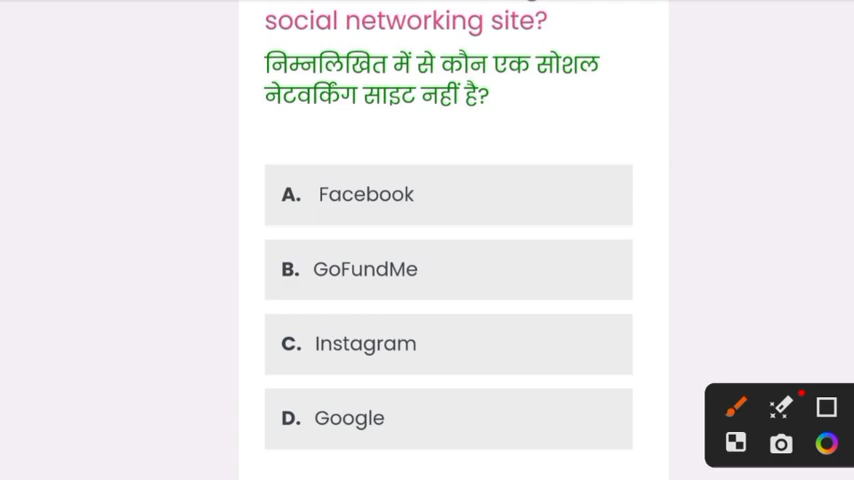 social networking site?
निम्नलिखित में से कौन एक सोशल
नेटवर्किंग साइट नहीं है?
A. Facebook
B. GoFundMe
C. Instagram
D. Google